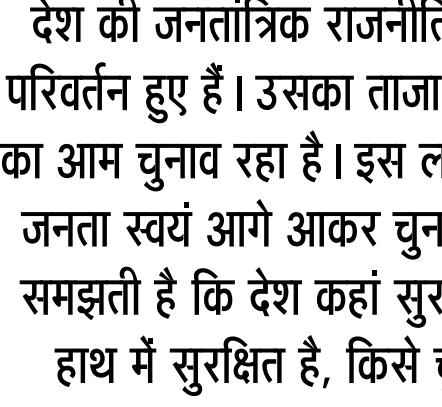 देश की जनतांत्रिक राजनीति
परिवर्तन हुए हैं। उसका ताजा
का आम चुनाव रहा है। इस
जनता स्वयं आगे आकर
समझती है कि देश कहां
हाथ में सुरक्षित है, किसे